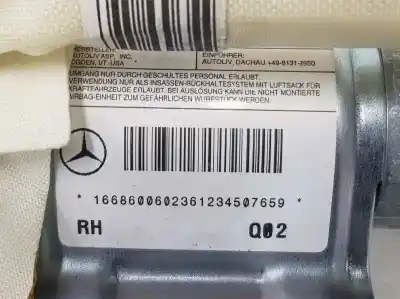 HERSTELLER:
AUTOLIV ASP, INC.
OGDEN, UT -USA
EINFÜHRER:
AUTOLIV, DACHAU +49-8131-2950
UMGANG NUR DURCH GESCHULTES PERSONAL ERLAUBT.
VERWENDUNG NUR ALS INSASSEN-RÜCKHALTESYSTEM MIT LUFTSACK FÜR
KRAFTFAHRZEUGE ERLAUBT. BEI AUSLÖSUNG KANN DIE NICHT MONTIERTE
AIRBAG-EINHEIT ZUM GEFÄHRLICHEN WURFSTÜCK WERDEN.
* 1668600602361234507659 *
RH Q02